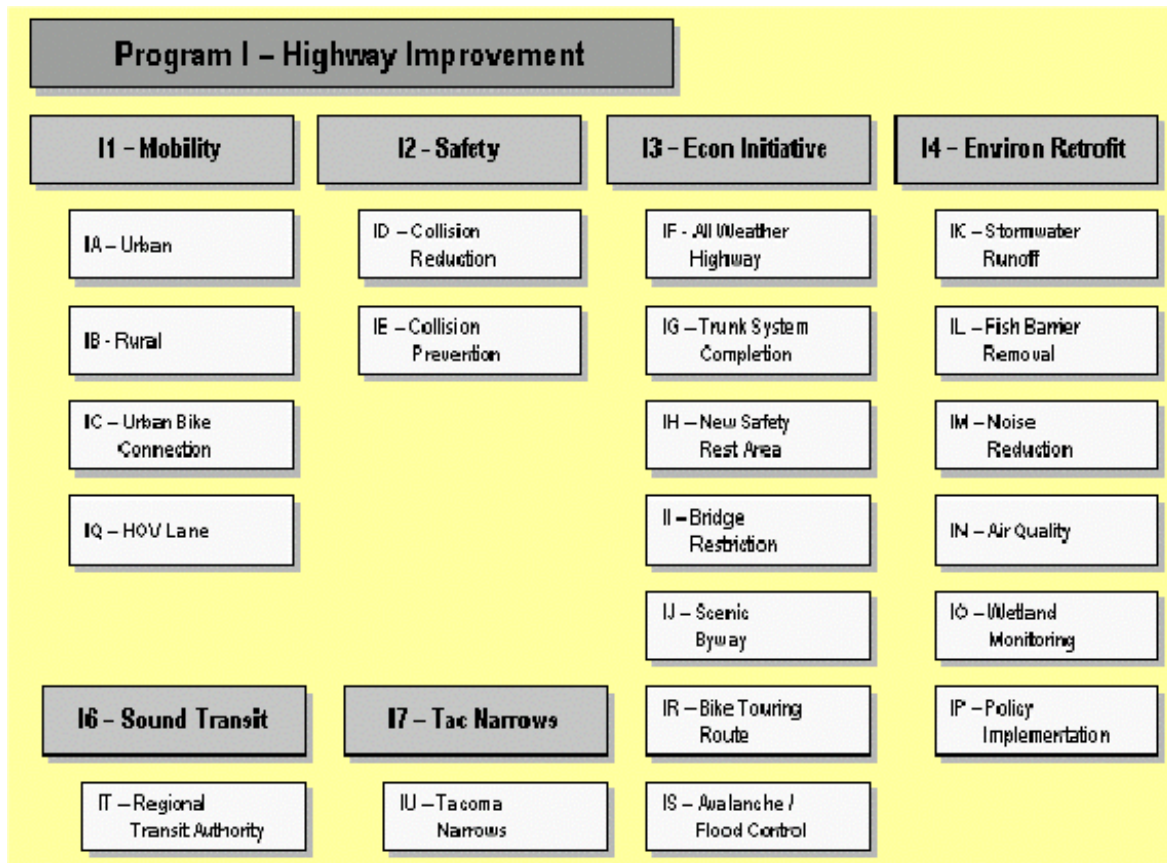 Program I – Highway Improvement
I1 – Mobility
IA – Urban
IB - Rural
IC – Urban Bike
Connection
IQ – HOV Lane
I2 - Safety
ID – Collision
Reduction
IE – Collision
Prevention
I3 – Econ Initiative
IF - All Weather
Highway
IG – Trunk System
Completion
IH – New Safety
Rest Area
II – Bridge
Restriction
IJ – Scenic
Byway
IR – Bike Touring
Route
IS – Avalanche /
Flood Control
I4 – Environ Retrofit
IK – Stormwater
Runoff
IL – Fish Barrier
Removal
IM – Noise
Reduction
IN – Air Quality
IO – Wetland
Monitoring
IP – Policy
Implementation
I6 – Sound Transit
IT – Regional
Transit Authority
I7 – Tac Narrows
IU – Tacoma
Narrows